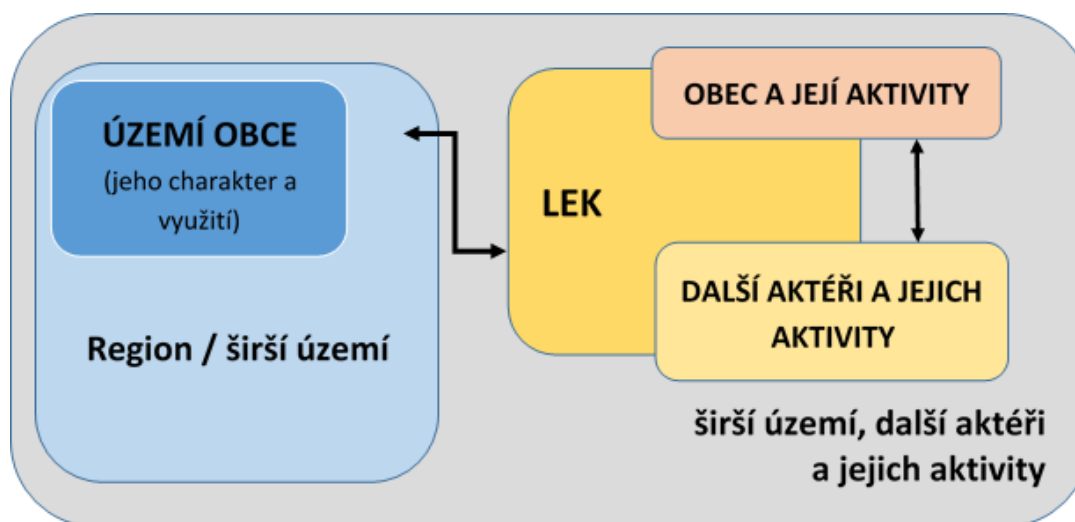 ÚZEMÍ OBCE
(jeho charakter a
využití)
Region / širší území
LEK
OBEC A JEJÍ AKTIVITY
DALŠÍ AKTÉŘI A JEJICH
AKTIVITY
širší území, další aktéři
a jejich aktivity